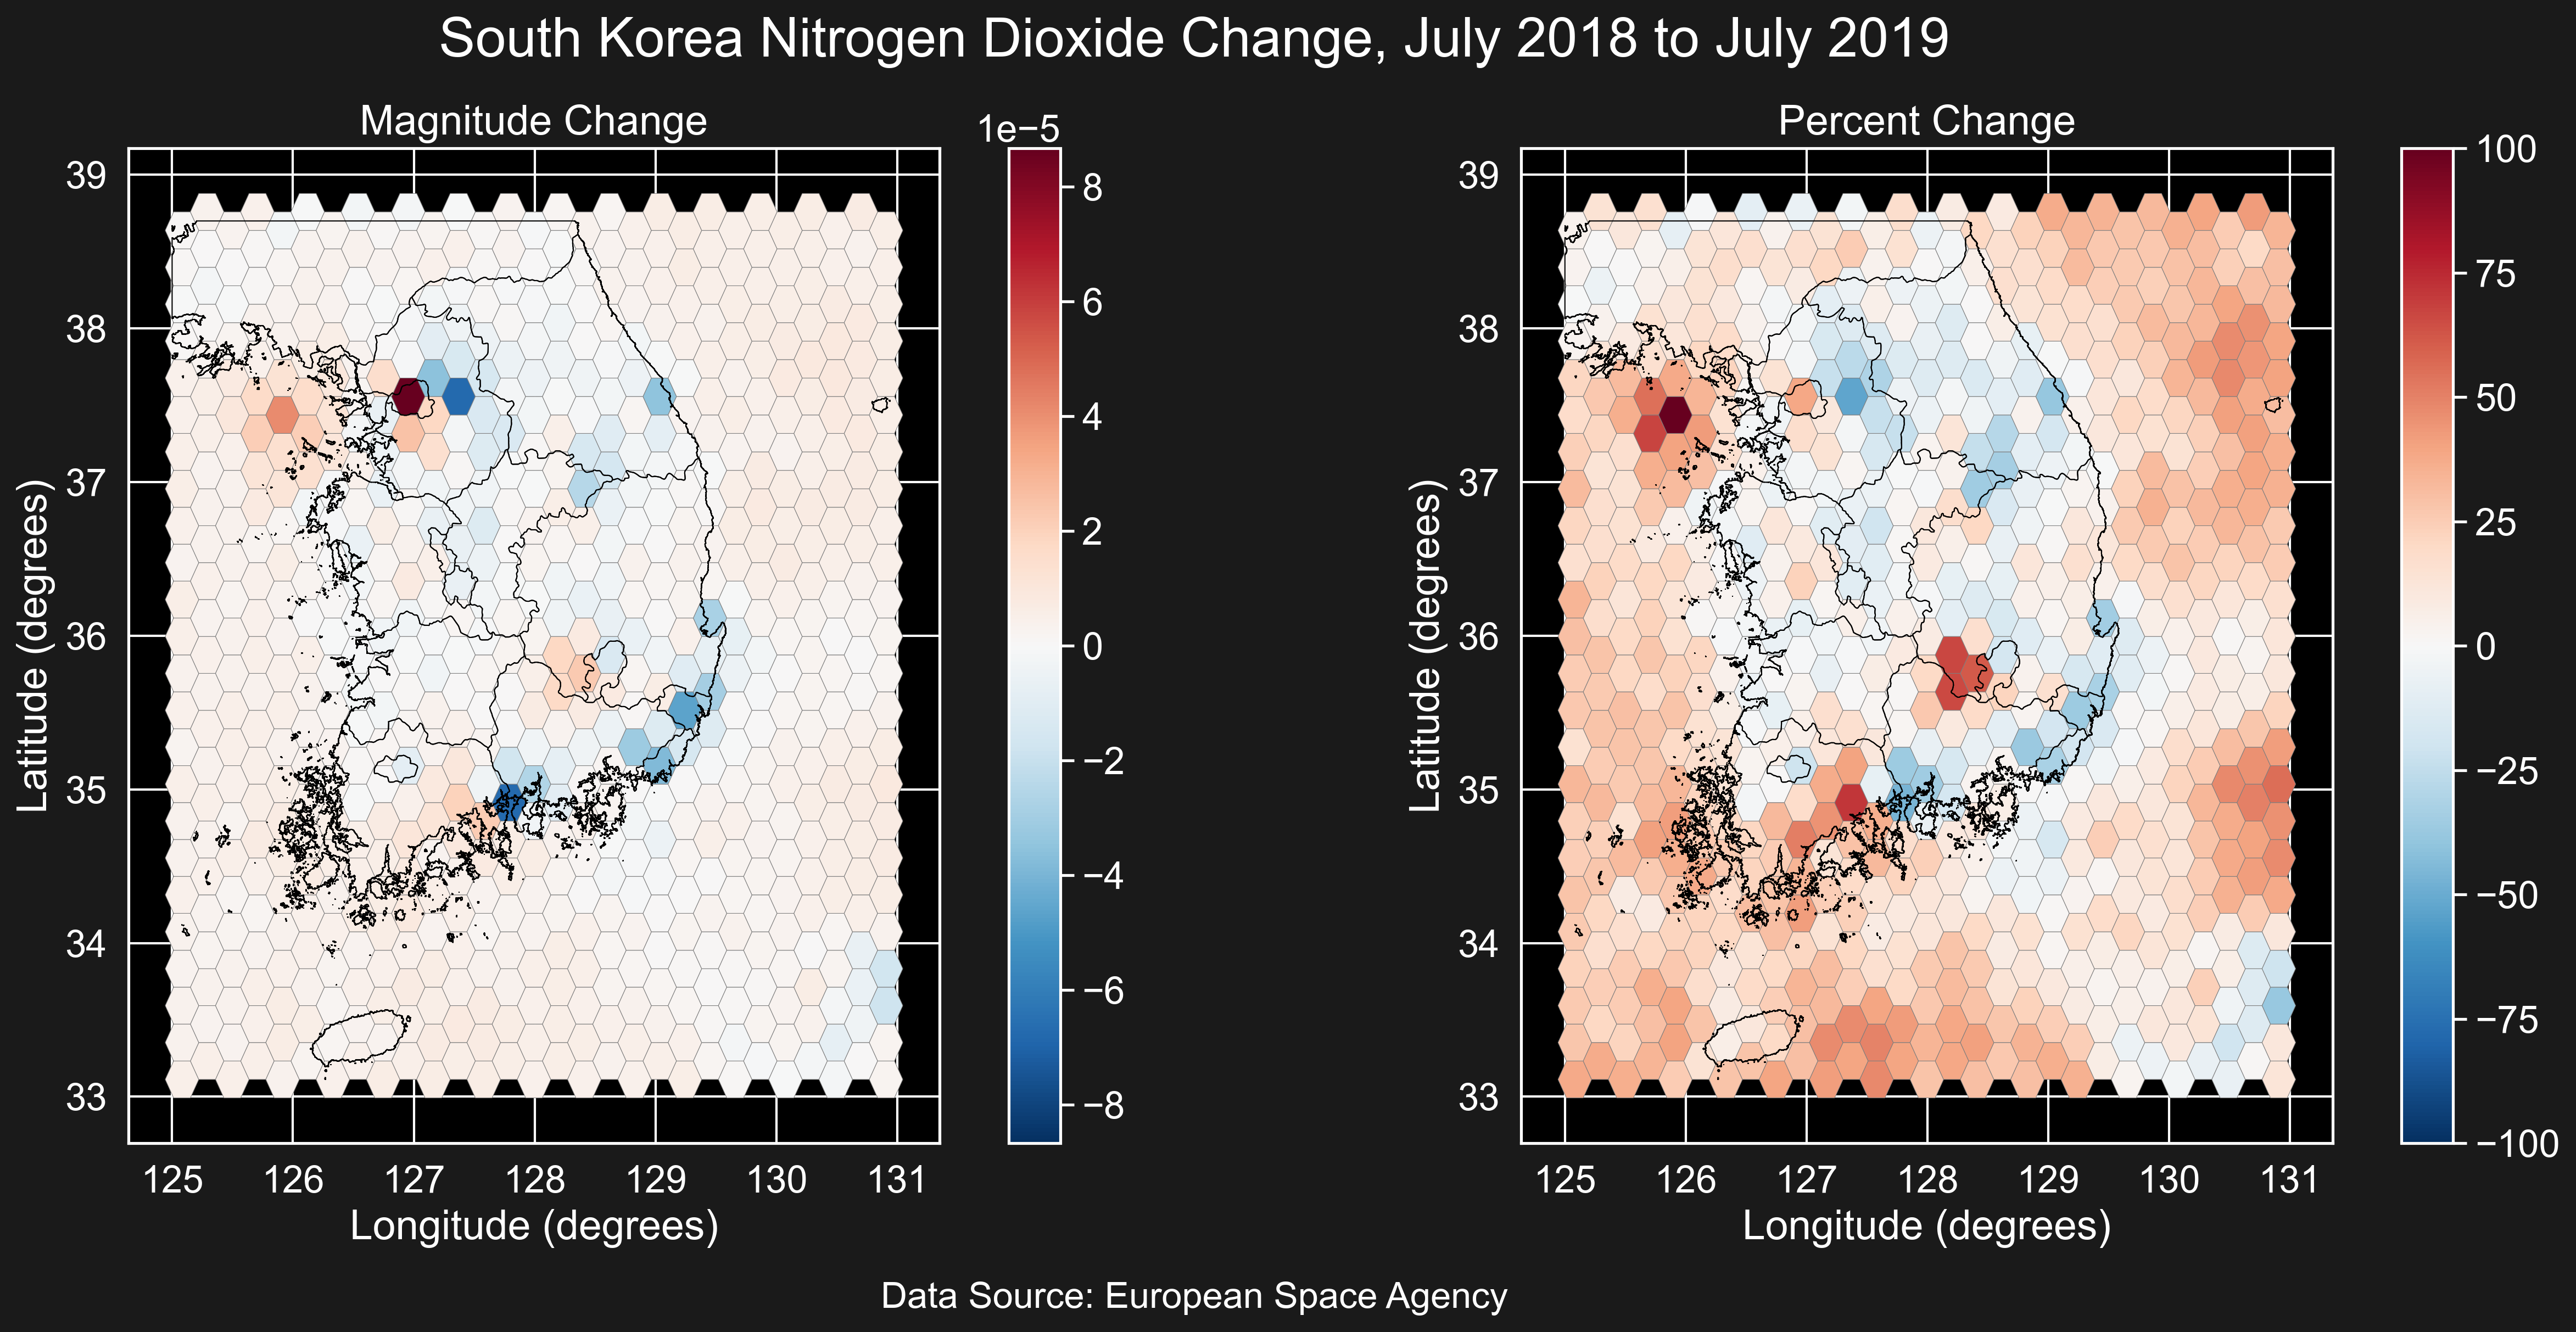 South Korea Nitrogen Dioxide Change, July 2018 to July 2019
Magnitude Change
1e−5
39
38
37
36
35
34
33
Latitude (degrees)
125 126 127 128 129 130 131
Longitude (degrees)
8
6
4
2
0
−2
−4
−6
−8
Percent Change
39
38
37
36
35
34
33
Latitude (degrees)
125 126 127 128 129 130 131
Longitude (degrees)
100
75
50
25
0
−25
−50
−75
−100
Data Source: European Space Agency